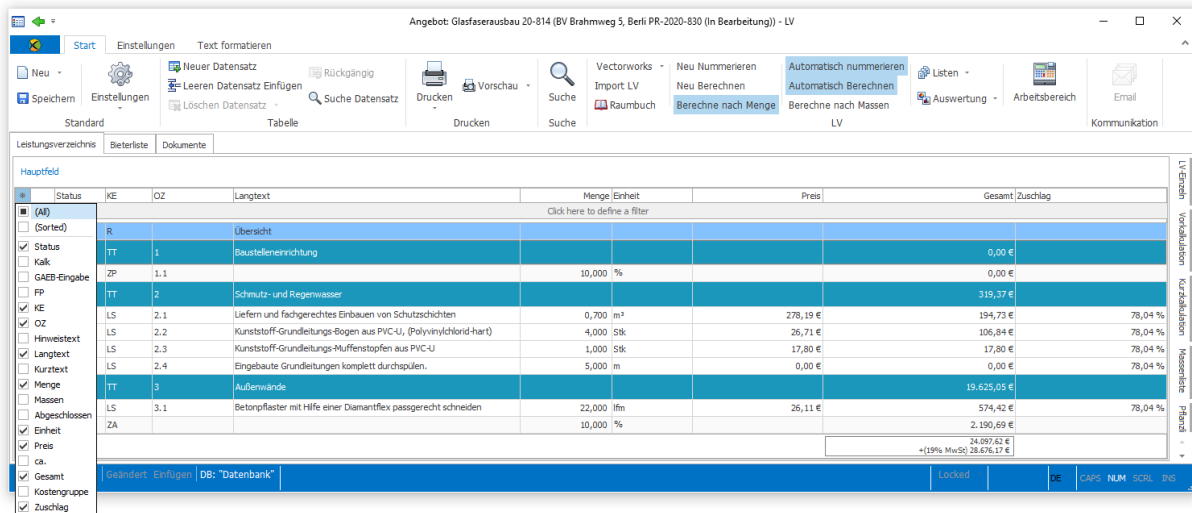 Angebot: Glasfaserausbau 20-814 (BV Brahmweg 5, Berli PR-2020-830 (In Bearbeitung)) - LV
Start Einstellungen Text formatieren
Neu
Speichern
Einstellungen
Standard
Neuer Datensatz
Leeren Datensatz Einfügen
Löschen Datensatz
Rückgängig
Suche Datensatz
Tabelle
Drucken
Vorschau
Drucken
Suche
Suche
Vectorworks
Import LV
Raumbuch
Neu Nummerieren
Neu Berechnen
Berechne nach Menge
Automatisch nummerieren
Automatisch Berechnen
Berechne nach Massen
Listen
Auswertung
Arbeitsbereich
LV
Email
Kommunikation
Leistungsverzeichnis Bieterliste Dokumente
Hauptfeld
Status KE OZ Langtext Menge Einheit Preis Gesamt Zuschlag
Click here to define a filter
R Übersicht
TT 1 Baustelleneinrichtung 0,00 €
ZP 1.1 10,000 % 0,00 €
TT 2 Schmutz- und Regenwasser 319,37 €
LS 2.1 Liefern und fachgerechtes Einbauen von Schutzschichten 0,700 m³ 278,19 € 194,73 € 78,04 %
LS 2.2 Kunststoff-Grundleitungs-Bogen aus PVC-U, (Polyvinylchlorid-hart) 4,000 Stk 26,71 € 106,84 € 78,04 %
LS 2.3 Kunststoff-Grundleitungs-Muffenstopfen aus PVC-U 1,000 Stk 17,80 € 17,80 € 78,04 %
LS 2.4 Eingebaute Grundleitungen komplett durchspülen. 5,000 m 0,00 € 0,00 € 78,04 %
TT 3 Außenwände 19.625,05 €
LS 3.1 Betonpflaster mit Hilfe einer Diamantflex passgerecht schneiden 22,000 lfm 26,11 € 574,42 € 78,04 %
ZA 10,000 % 2.190,69 €
24.097,62 €
+(19% MwSt) 28.676,17 €
(All)
(Sorted)
Status
Kalk
GAEB-Eingabe
FP
KE
OZ
Hinweistext
Langtext
Kurztext
Menge
Massen
Abgeschlossen
Einheit
Preis
ca.
Gesamt
Kostengruppe
Zuschlag
LV-Einzeln
Vorkalkulation
Kurzkalkulation
Massenliste
Pflanzli
Geändert Einfügen DB: "Datenbank" Locked DE CAPS NUM SCRL INS